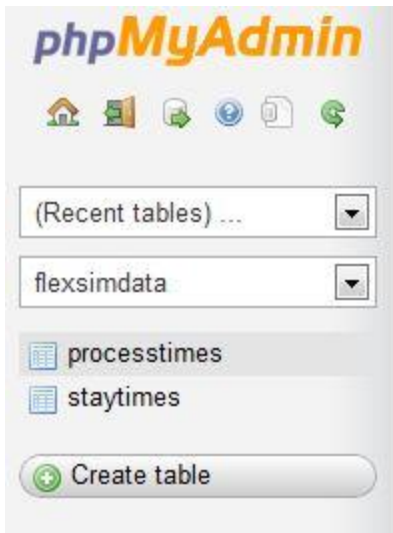 phpMyAdmin
(Recent tables) ...
flexsimdata
processtimes
staytimes
Create table